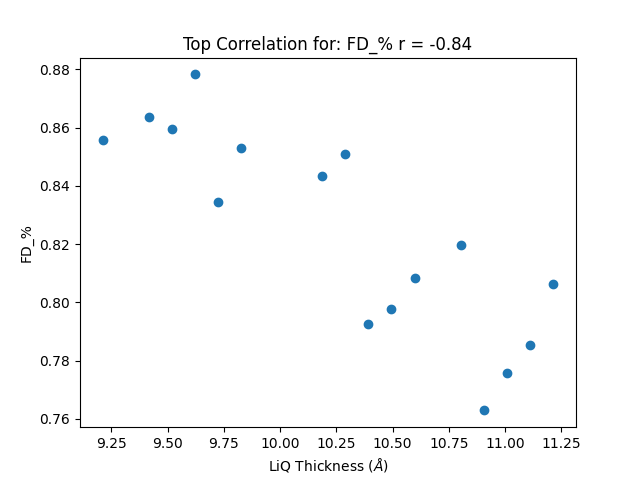 Top Correlation for: FD_% r = -0.84
0.88
0.86
0.84
0.82
0.80
0.78
0.76
FD_%
9.25 9.50 9.75 10.00 10.25 10.50 10.75 11.00 11.25
LiQ Thickness (Å)